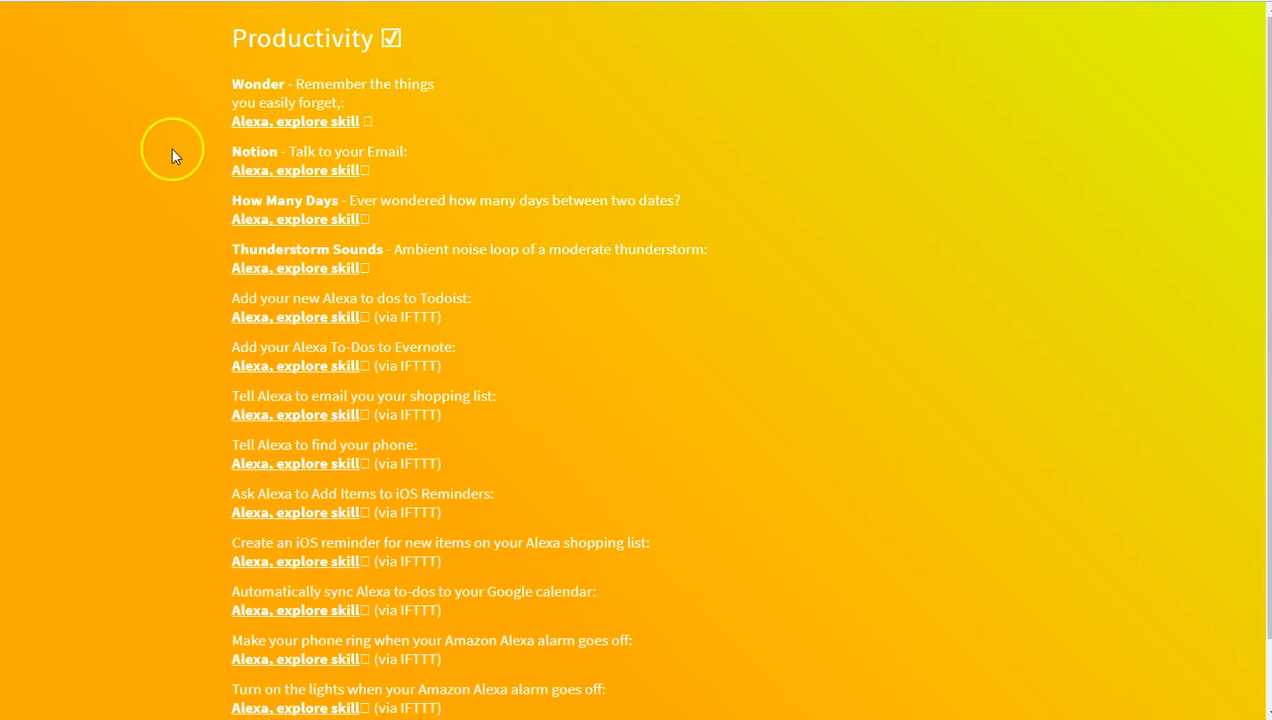 Productivity ☑
Wonder - Remember the things
you easily forget,:
Alexa, explore skill
Notion - Talk to your Email:
Alexa, explore skill
How Many Days - Ever wondered how many days between two dates?
Alexa, explore skill
Thunderstorm Sounds - Ambient noise loop of a moderate thunderstorm:
Alexa, explore skill
Add your new Alexa to dos to Todoist:
Alexa, explore skill (via IFTTT)
Add your Alexa To-Dos to Evernote:
Alexa, explore skill (via IFTTT)
Tell Alexa to email you your shopping list:
Alexa, explore skill (via IFTTT)
Tell Alexa to find your phone:
Alexa, explore skill (via IFTTT)
Ask Alexa to Add Items to iOS Reminders:
Alexa, explore skill (via IFTTT)
Create an iOS reminder for new items on your Alexa shopping list:
Alexa, explore skill (via IFTTT)
Automatically sync Alexa to-dos to your Google calendar:
Alexa, explore skill (via IFTTT)
Make your phone ring when your Amazon Alexa alarm goes off:
Alexa, explore skill (via IFTTT)
Turn on the lights when your Amazon Alexa alarm goes off:
Alexa, explore skill (via IFTTT)